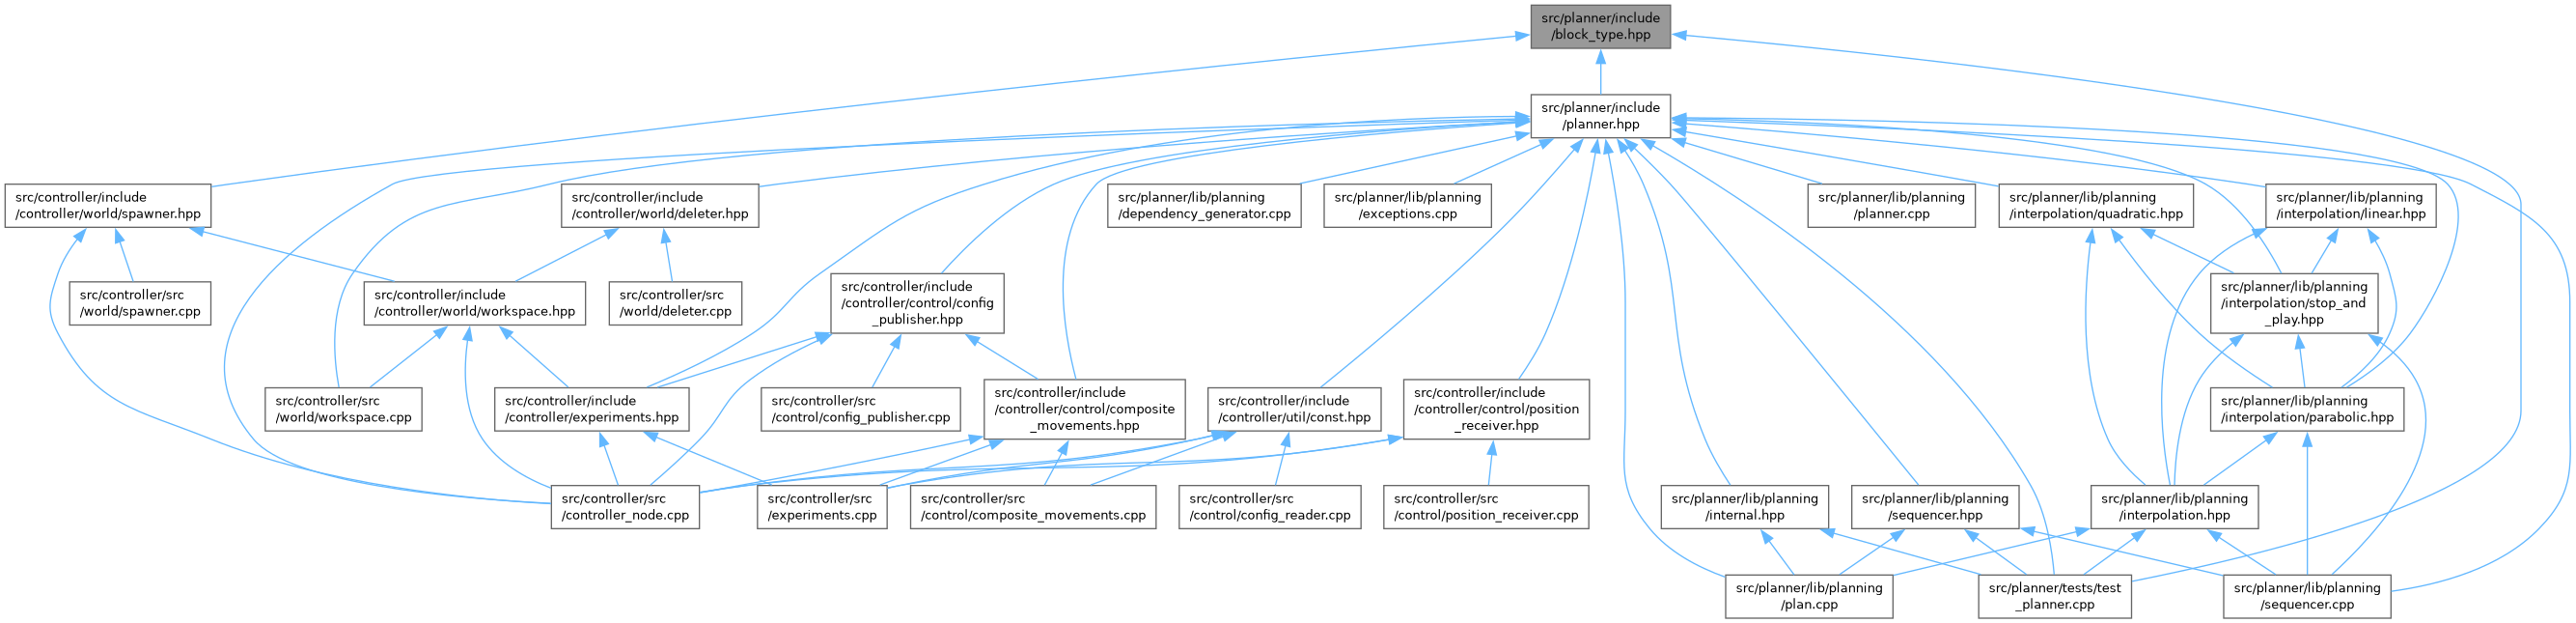 src/planner/include
/block_type.hpp
src/planner/include
/planner.hpp
src/controller/include
/controller/world/spawner.hpp
src/controller/include
/controller/world/deleter.hpp
src/planner/lib/planning
/dependency_generator.cpp
src/planner/lib/planning
/exceptions.cpp
src/planner/lib/planning
/planner.cpp
src/planner/lib/planning
/interpolation/quadratic.hpp
src/planner/lib/planning
/interpolation/linear.hpp
src/controller/src
/world/spawner.cpp
src/controller/include
/controller/world/workspace.hpp
src/controller/src
/world/deleter.cpp
src/controller/include
/controller/control/config
_publisher.hpp
src/planner/lib/planning
/interpolation/stop_and
_play.hpp
src/controller/src
/world/workspace.cpp
src/controller/include
/controller/experiments.hpp
src/controller/src
/control/config_publisher.cpp
src/controller/include
/controller/control/composite
_movements.hpp
src/controller/include
/controller/util/const.hpp
src/controller/include
/controller/control/position
_receiver.hpp
src/planner/lib/planning
/interpolation/parabolic.hpp
src/controller/src
/controller_node.cpp
src/controller/src
/experiments.cpp
src/controller/src
/control/composite_movements.cpp
src/controller/src
/control/config_reader.cpp
src/controller/src
/control/position_receiver.cpp
src/planner/lib/planning
/internal.hpp
src/planner/lib/planning
/sequencer.hpp
src/planner/lib/planning
/interpolation.hpp
src/planner/lib/planning
/plan.cpp
src/planner/tests/test
_planner.cpp
src/planner/lib/planning
/sequencer.cpp